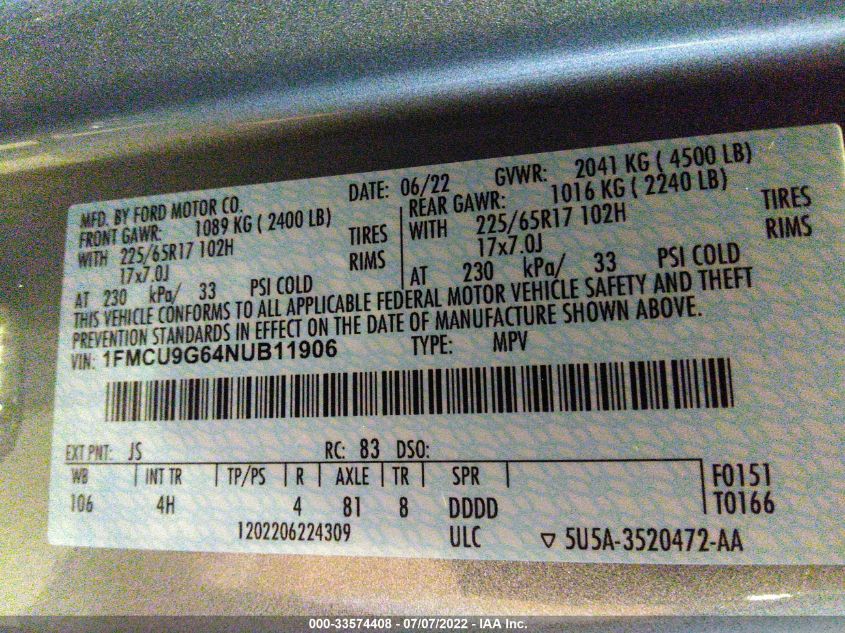 MFD. BY FORD MOTOR CO. DATE: 06/22 GVWR: 2041 KG ( 4500 LB)
FRONT GAWR: 1089 KG ( 2400 LB) REAR GAWR: 1016 KG ( 2240 LB)
WITH 225/65R17 102H TIRES WITH 225/65R17 102H TIRES
17x7.0J RIMS 17x7.0J RIMS
AT 230 kPa/ 33 PSI COLD AT 230 kPa/ 33 PSI COLD
THIS VEHICLE CONFORMS TO ALL APPLICABLE FEDERAL MOTOR VEHICLE SAFETY AND THEFT
PREVENTION STANDARDS IN EFFECT ON THE DATE OF MANUFACTURE SHOWN ABOVE.
VIN: 1FMCU9G64NUB11906 TYPE: MPV
EXT PNT: JS RC: 83 DSO:
WB INT TR TP/PS R AXLE TR SPR F0151
106 4H 4 81 8 DDDD T0166
1202206224309 ULC ▽ 5U5A-3520472-AA
000-33574408 - 07/07/2022 - IAA Inc.